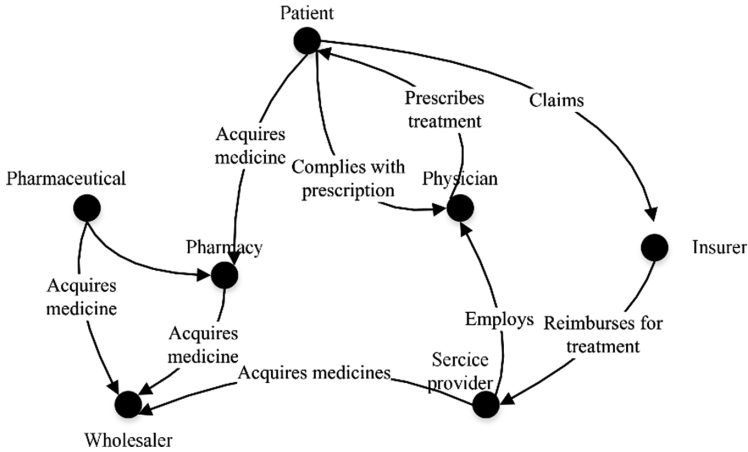 Patient
Prescribes
treatment
Claims
Acquires
medicine
Complies with
prescription
Physician
Pharmaceutical
Pharmacy
Insurer
Acquires
medicine
Acquires
medicine
Employs
Reimburses for
treatment
Acquires medicines
Sercice
provider
Wholesaler